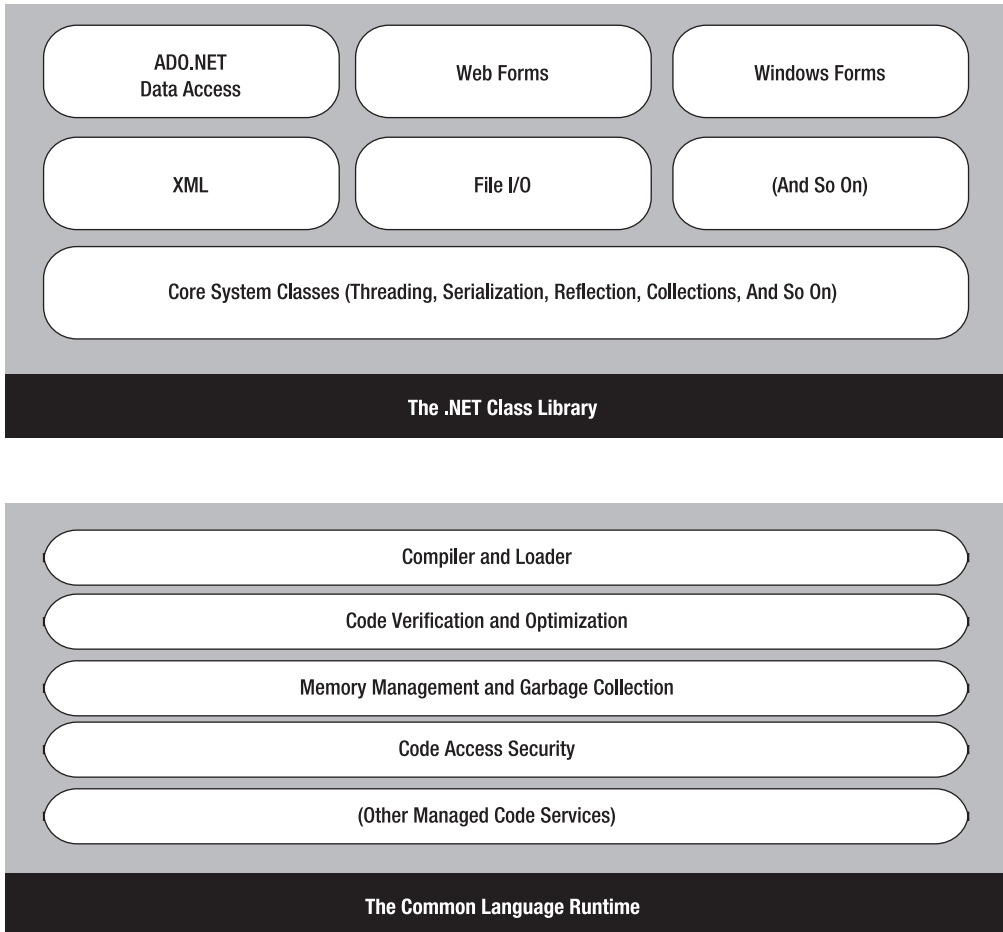 ADO.NET
Data Access
Web Forms
Windows Forms
XML
File I/O
(And So On)
Core System Classes (Threading, Serialization, Reflection, Collections, And So On)
The .NET Class Library
Compiler and Loader
Code Verification and Optimization
Memory Management and Garbage Collection
Code Access Security
(Other Managed Code Services)
The Common Language Runtime